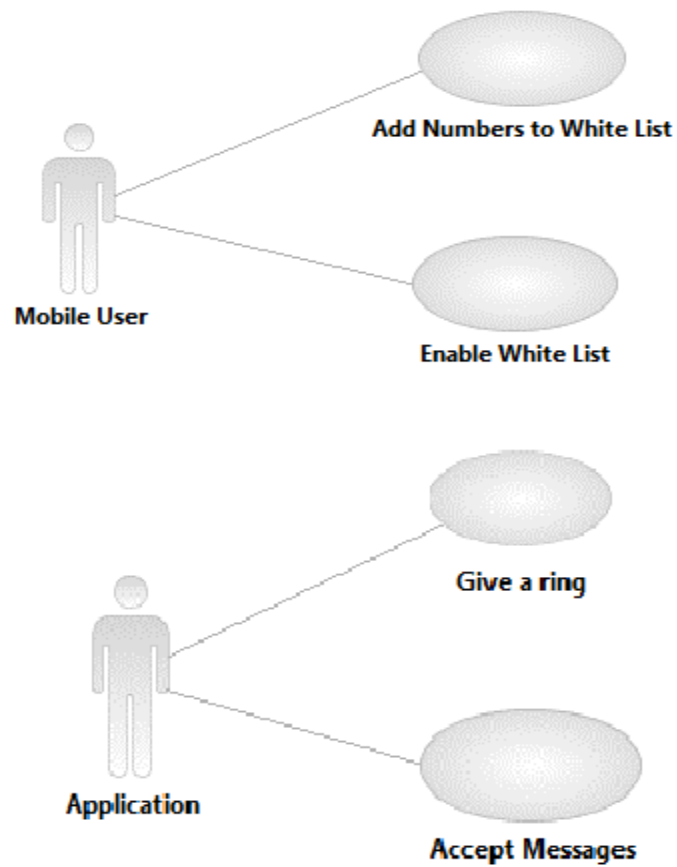 Add Numbers to White List
Mobile User
Enable White List
Give a ring
Application
Accept Messages